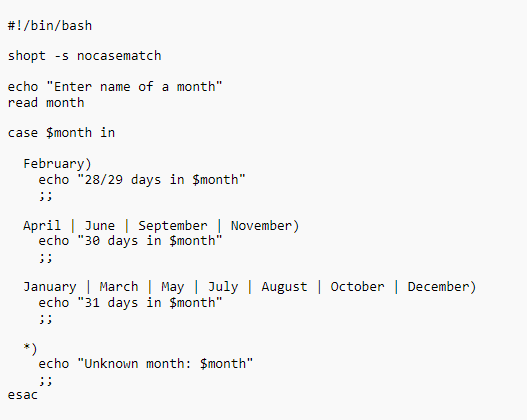 #!/bin/bash
shopt -s nocasematch
echo "Enter name of a month"
read month
case $month in
  February)
    echo "28/29 days in $month"
    ;;
  April | June | September | November)
    echo "30 days in $month"
    ;;
  January | March | May | July | August | October | December)
    echo "31 days in $month"
    ;;
  *)
    echo "Unknown month: $month"
    ;;
esac